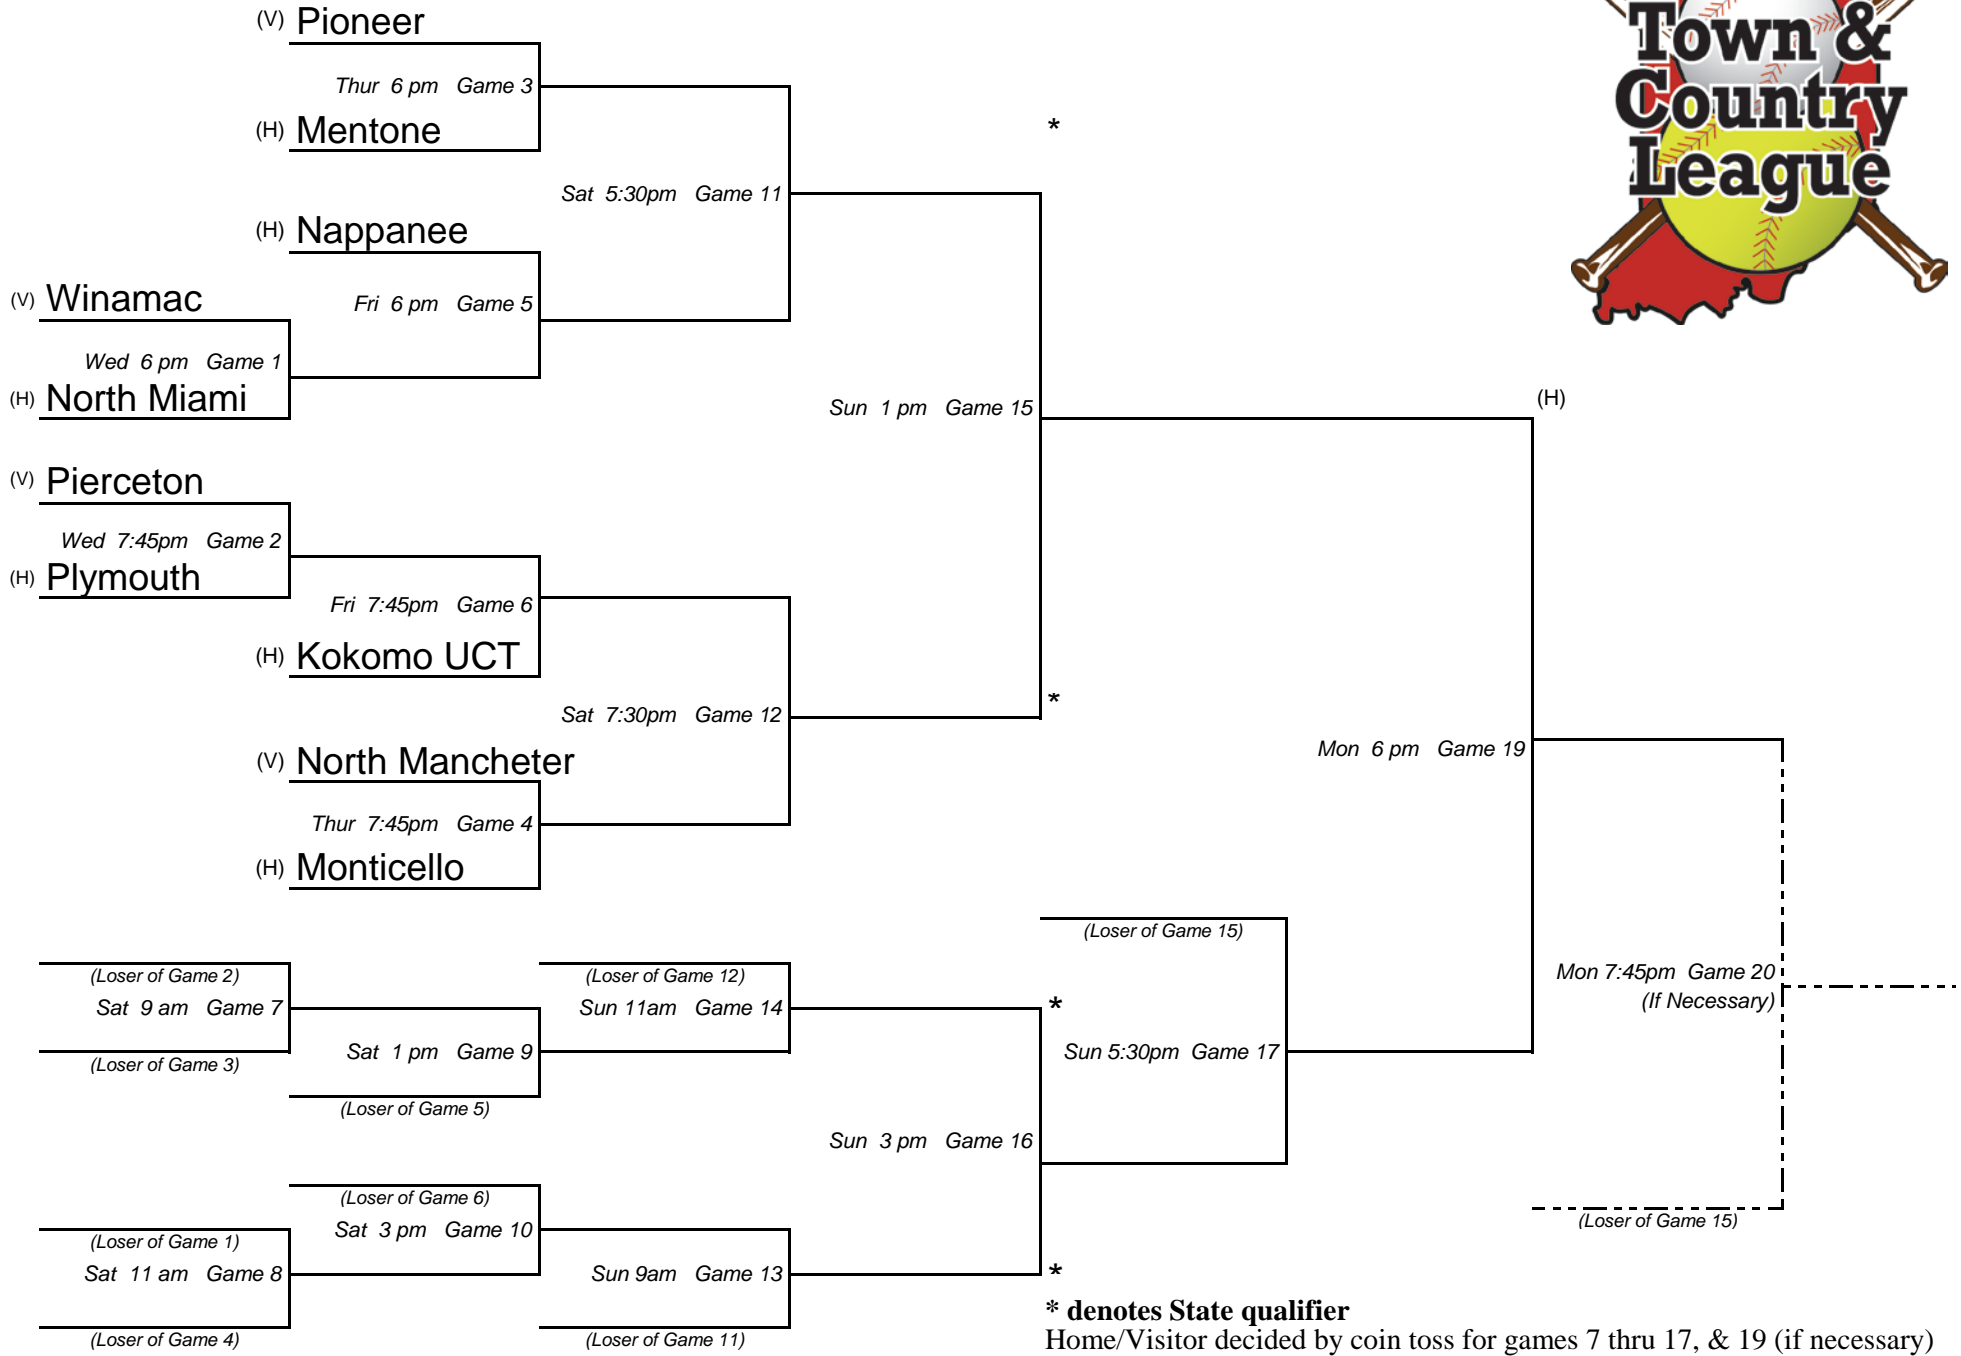 (V) Pioneer
Thur 6 pm Game 3
(H) Mentone
*
Town &
Country
League
Sat 5:30pm Game 11
(H) Nappanee
(V) Winamac
Fri 6 pm Game 5
Wed 6 pm Game 1
(H) North Miami
Sun 1 pm Game 15
(H)
(V) Pierceton
Wed 7:45pm Game 2
(H) Plymouth
Fri 7:45pm Game 6
(H) Kokomo UCT
*
Sat 7:30pm Game 12
(V) North Mancheter
Mon 6 pm Game 19
Thur 7:45pm Game 4
(H) Monticello
(Loser of Game 15)
(Loser of Game 2)
(Loser of Game 12)
Mon 7:45pm Game 20
(If Necessary)
Sat 9 am Game 7
Sun 11am Game 14
*
Sat 1 pm Game 9
Sun 5:30pm Game 17
(Loser of Game 3)
(Loser of Game 5)
Sun 3 pm Game 16
(Loser of Game 6)
(Loser of Game 15)
Sat 3 pm Game 10
(Loser of Game 1)
Sat 11 am Game 8
Sun 9am Game 13
*
* denotes State qualifier
(Loser of Game 4)
(Loser of Game 11)
Home/Visitor decided by coin toss for games 7 thru 17, & 19 (if necessary)